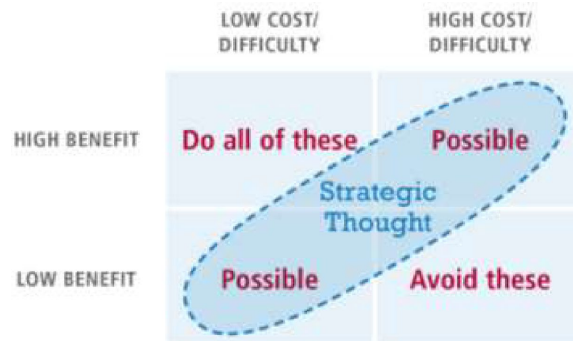 LOW COST/
DIFFICULTY
HIGH COST/
DIFFICULTY
HIGH BENEFIT
Do all of these
Possible
Strategic
Thought
LOW BENEFIT
Possible
Avoid these